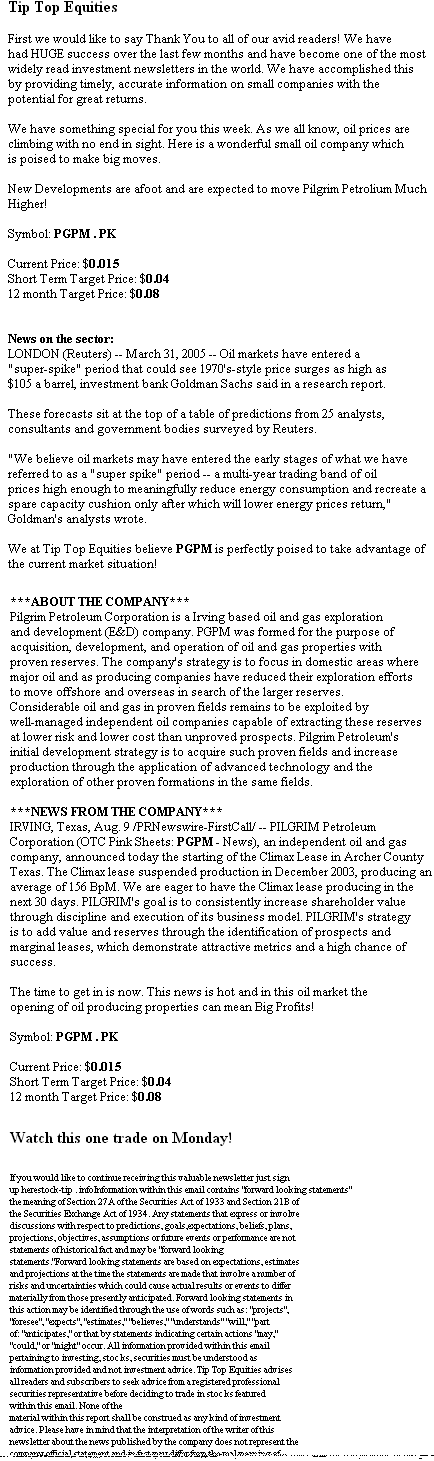 Tip Top Equities
First we would like to say Thank You to all of our avid readers! We have
had HUGE success over the last few months and have become one of the most
widely read investment newsletters in the world. We have accomplished this
by providing timely, accurate information on small companies with the
potential for great returns.
We have something special for you this week. As we all know, oil prices are
climbing with no end in sight. Here is a wonderful small oil company which
is poised to make big moves.
New Developments are afoot and are expected to move Pilgrim Petrolium Much
Higher!
Symbol: PGPM . PK
Current Price: $0.015
Short Term Target Price: $0.04
12 month Target Price: $0.08
News on the sector:
LONDON (Reuters) -- March 31, 2005 -- Oil markets have entered a
"super-spike" period that could see 1970's-style price surges as high as
$105 a barrel, investment bank Goldman Sachs said in a research report.
These forecasts sit at the top of a table of predictions from 25 analysts,
consultants and government bodies surveyed by Reuters.
"We believe oil markets may have entered the early stages of what we have
referred to as a "super spike" period -- a multi-year trading band of oil
prices high enough to meaningfully reduce energy consumption and recreate a
spare capacity cushion only after which will lower energy prices return,"
Goldman's analysts wrote.
We at Tip Top Equities believe PGPM is perfectly poised to take advantage of
the current market situation!
***ABOUT THE COMPANY***
Pilgrim Petroleum Corporation is a Irving based oil and gas exploration
and development (E&D) company. PGPM was formed for the purpose of
acquisition, development, and operation of oil and gas properties with
proven reserves. The company's strategy is to focus in domestic areas where
major oil and as producing companies have reduced their exploration efforts
to move offshore and overseas in search of the larger reserves.
Considerable oil and gas in proven fields remains to be exploited by
well-managed independent oil companies capable of extracting these reserves
at lower risk and lower cost than unproved prospects. Pilgrim Petroleum's
initial development strategy is to acquire such proven fields and increase
production through the application of advanced technology and the
exploration of other proven formations in the same fields.
***NEWS FROM THE COMPANY***
IRVING, Texas, Aug. 9 /PRNewswire-FirstCall/ -- PILGRIM Petroleum
Corporation (OTC Pink Sheets: PGPM - News), an independent oil and gas
company, announced today the starting of the Climax Lease in Archer County
Texas. The Climax lease suspended production in December 2003, producing an
average of 156 BpM. We are eager to have the Climax lease producing in the
next 30 days. PILGRIM's goal is to consistently increase shareholder value
through discipline and execution of its business model. PILGRIM's strategy
is to add value and reserves through the identification of prospects and
marginal leases, which demonstrate attractive metrics and a high chance of
success.
The time to get in is now. This news is hot and in this oil market the
opening of oil producing properties can mean Big Profits!
Symbol: PGPM . PK
Current Price: $0.015
Short Term Target Price: $0.04
12 month Target Price: $0.08
Watch this one trade on Monday!
If you would like to continue receiving this valuable newsletter just sign
up herestock-tip . infoInformation within this email contains "forward looking statements"
the meaning of Section 27A of the Securities Act of 1933 and Section 21B of
the Securities Exchange Act of 1934. Any statements that express or involve
discussions with respect to predictions, goals,expectations, beliefs, plans,
projections, objectives, assumptions or future events or performance are not
statements of historical fact and may be "forward looking
statements."Forward looking statements are based on expectations, estimates
and projections at the time the statements are made that involve a number of
risks and uncertainties which could cause actual results or events to differ
materially from those presently anticipated. Forward looking statements in
this action may be identified through the use of words such as: "projects",
"foresee", "expects", "estimates," "believes," "understands" "will," "part
of: "anticipates," or that by statements indicating certain actions "may,"
"could," or "might" occur. All information provided within this email
pertaining to investing, stoc ks, securities must be understood as
information provided and not investment advice. Tip Top Equities advises
all readers and subscribers to seek advice from a registered professional
securities representative before deciding to trade in stoc ks featured
within this email. None of the
material within this report shall be construed as any kind of investment
advice. Please have in mind that the interpretation of the writer of this
newsletter about the news published by the company does not represent the
company official statement and in fact may differ from the real meaning of